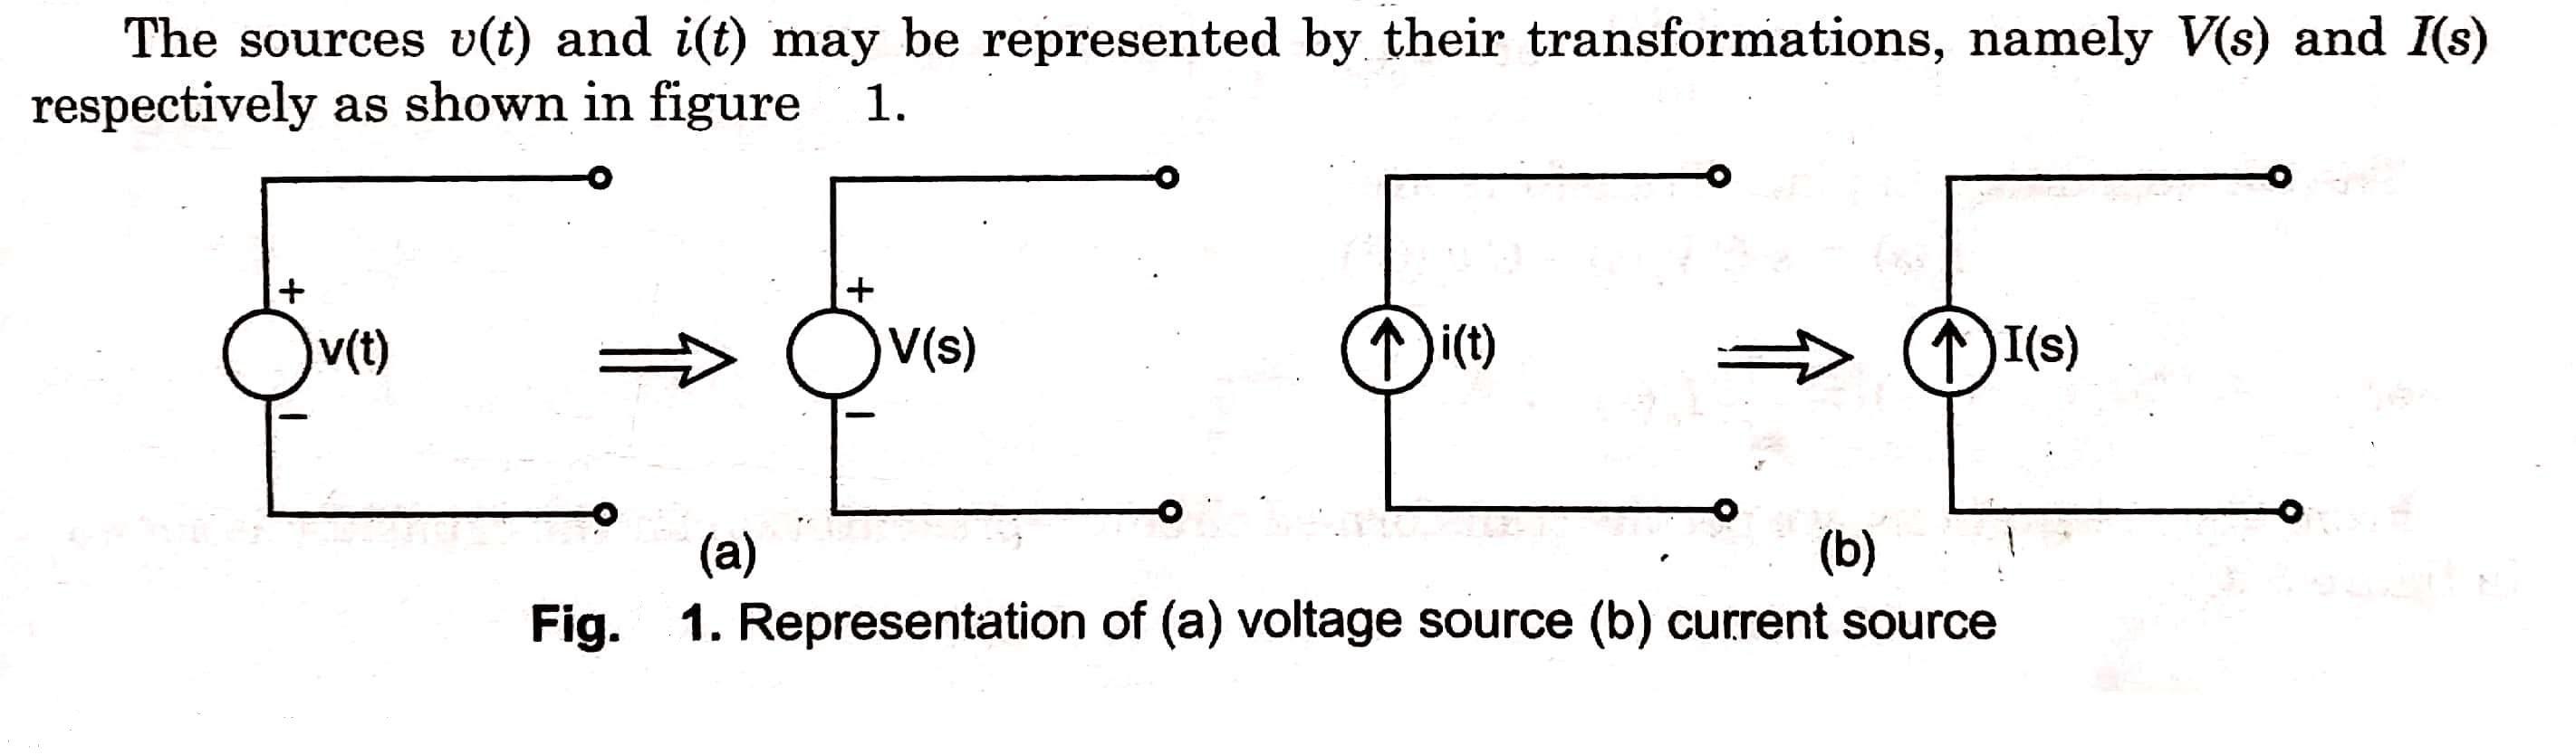 The sources v(t) and i(t) may be represented by their transformations, namely V(s) and I(s)
respectively as shown in figure 1.
+ + 
v(t) V(s) i(t) I(s)
− −
(a) (b)
Fig. 1. Representation of (a) voltage source (b) current source